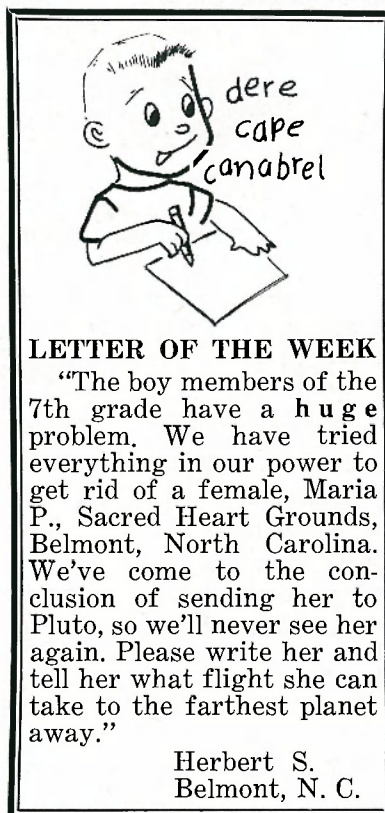 dere
cape
canabrel
LETTER OF THE WEEK
"The boy members of the
7th grade have a huge
problem. We have tried
everything in our power to
get rid of a female, Maria
P., Sacred Heart Grounds,
Belmont, North Carolina.
We've come to the con-
clusion of sending her to
Pluto, so we'll never see her
again. Please write her and
tell her what flight she can
take to the farthest planet
away."
Herbert S.
Belmont, N. C.